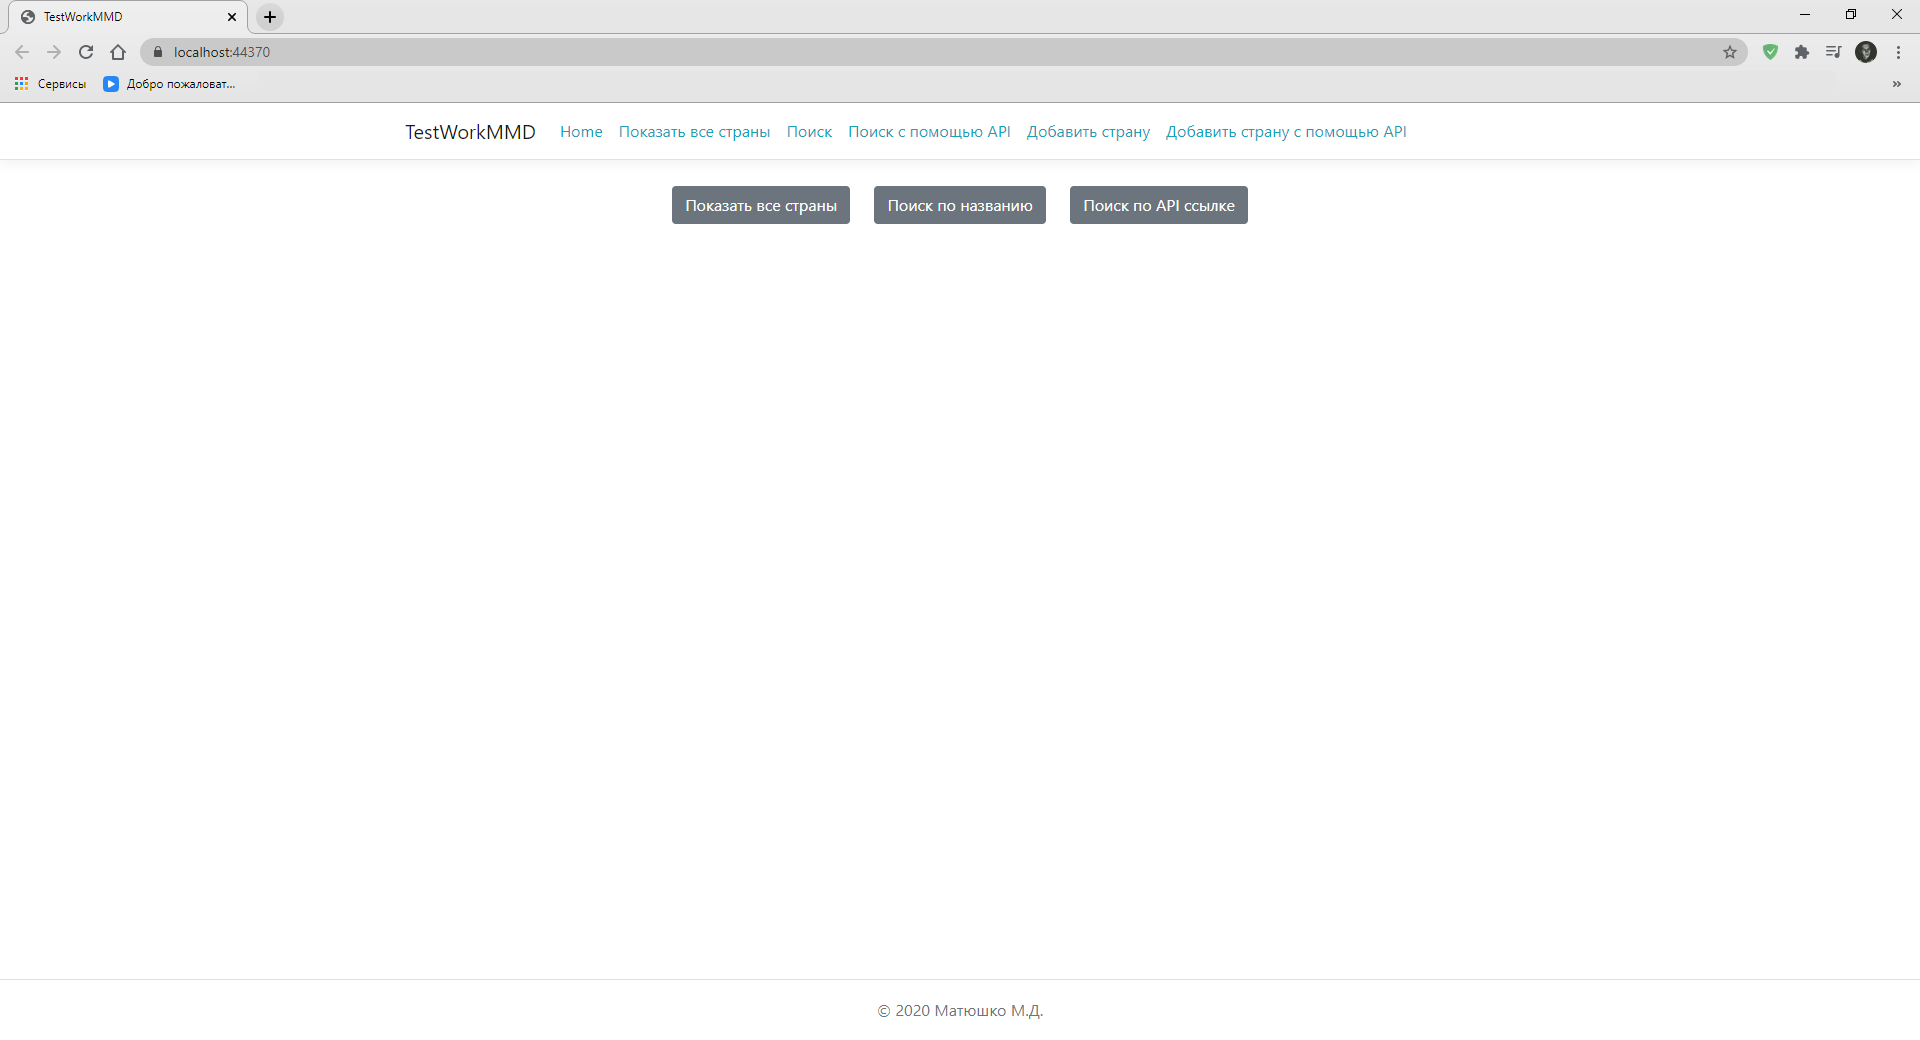 TestWorkMMD
localhost:44370
Сервисы Добро пожаловат...
TestWorkMMD Home Показать все страны Поиск Поиск с помощью API Добавить страну Добавить страну с помощью API
Показать все страны Поиск по названию Поиск по API ссылке
© 2020 Матюшко М.Д.